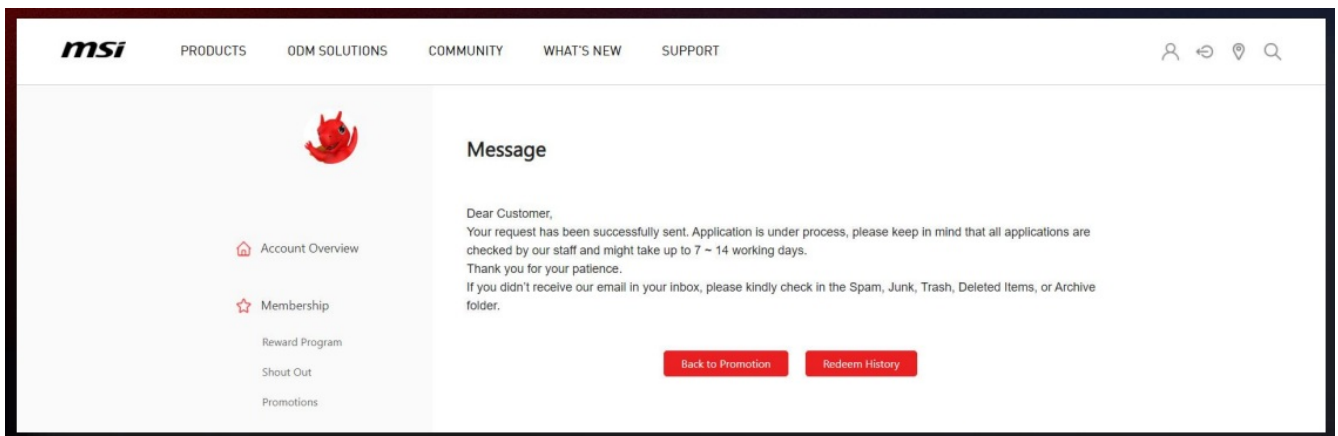 msi PRODUCTS ODM SOLUTIONS COMMUNITY WHAT'S NEW SUPPORT
Message
Dear Customer,
Your request has been successfully sent. Application is under process, please keep in mind that all applications are
checked by our staff and might take up to 7 ~ 14 working days.
Thank you for your patience.
If you didn't receive our email in your inbox, please kindly check in the Spam, Junk, Trash, Deleted Items, or Archive
folder.
Back to Promotion Redeem History
Account Overview
Membership
Reward Program
Shout Out
Promotions